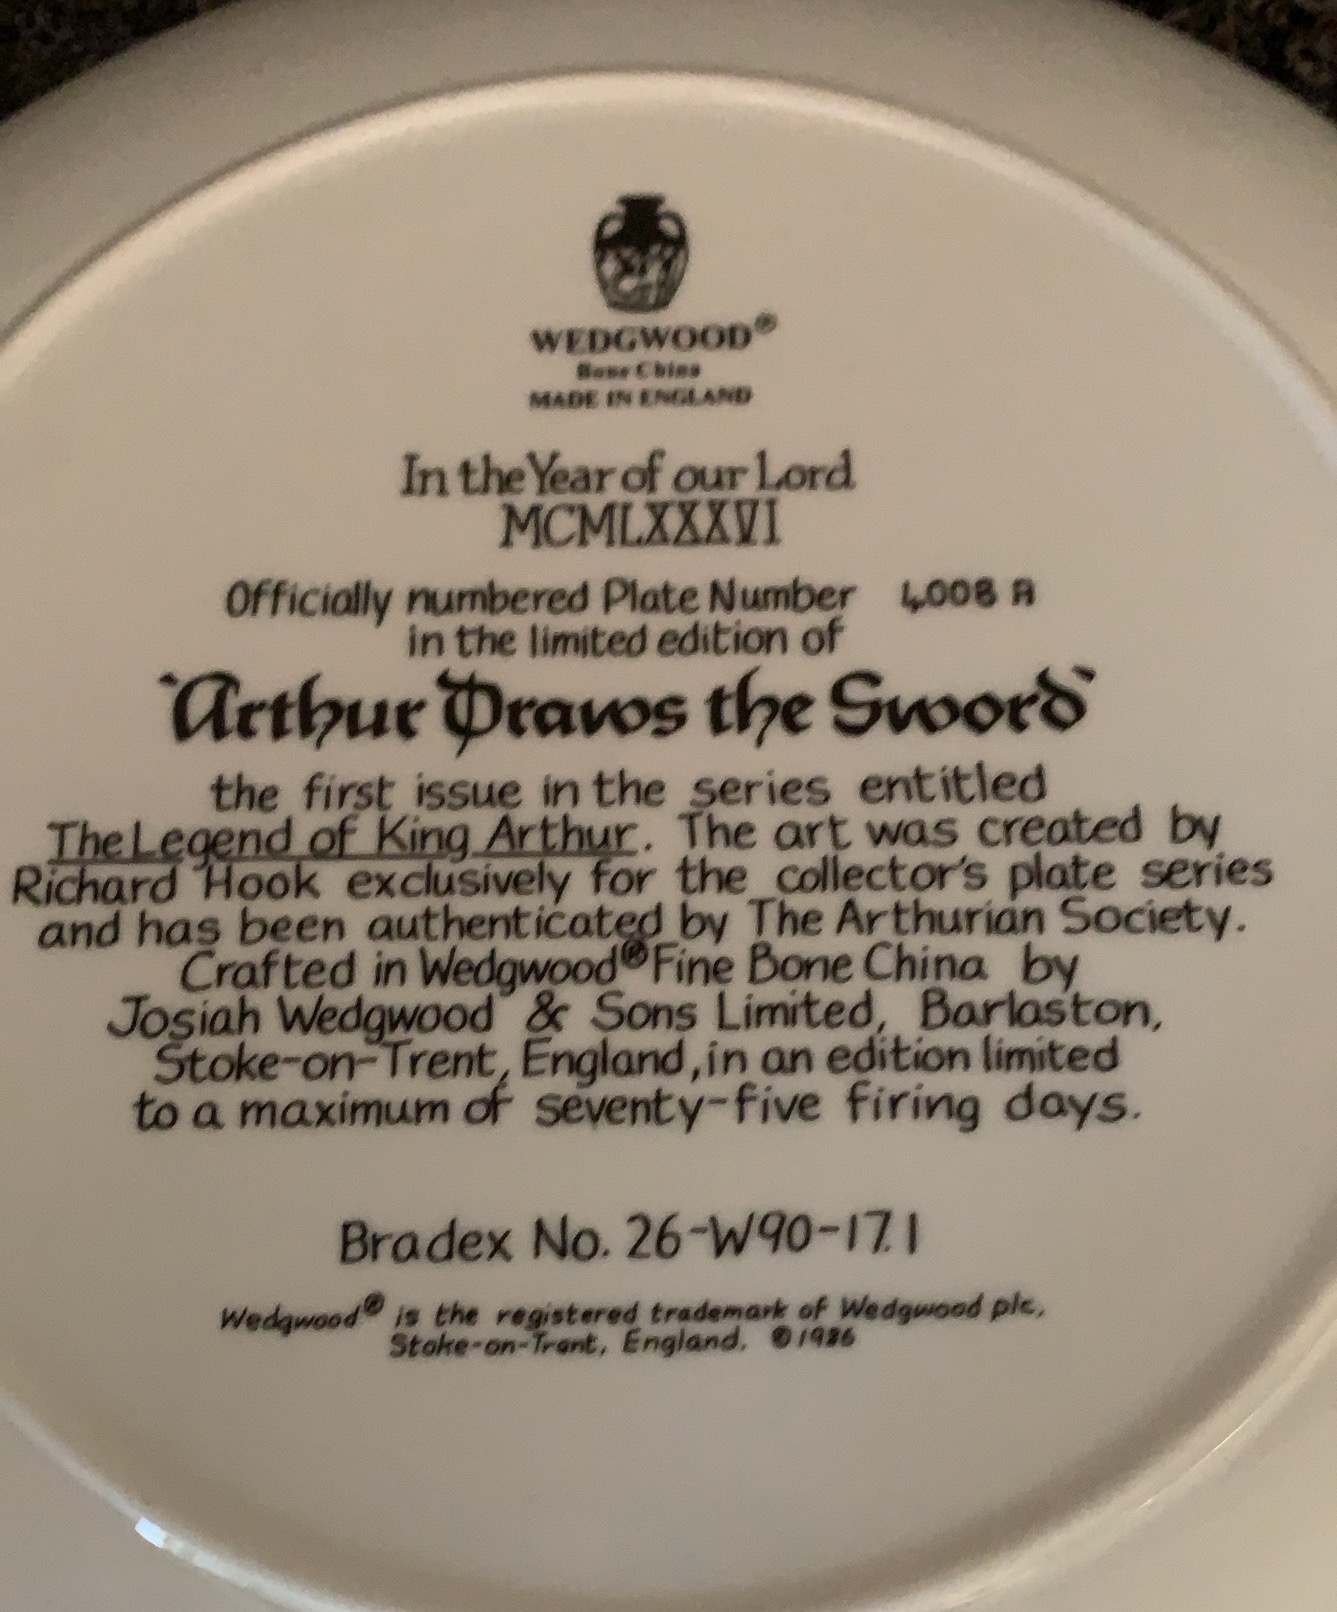 WEDGWOOD®
Bone China
MADE IN ENGLAND
In the Year of our Lord
MCMLXXXVI
Officially numbered Plate Number 4008 A
in the limited edition of
`Arthur Draws the Sword`
the first issue in the series entitled
The Legend of King Arthur. The art was created by
Richard Hook exclusively for the collector's plate series
and has been authenticated by The Arthurian Society.
Crafted in Wedgwood® Fine Bone China by
Josiah Wedgwood & Sons Limited, Barlaston,
Stoke-on-Trent, England, in an edition limited
to a maximum of seventy-five firing days.
Bradex No. 26-W90-17.1
Wedgwood® is the registered trademark of Wedgwood plc,
Stoke-on-Trent, England. © 1986